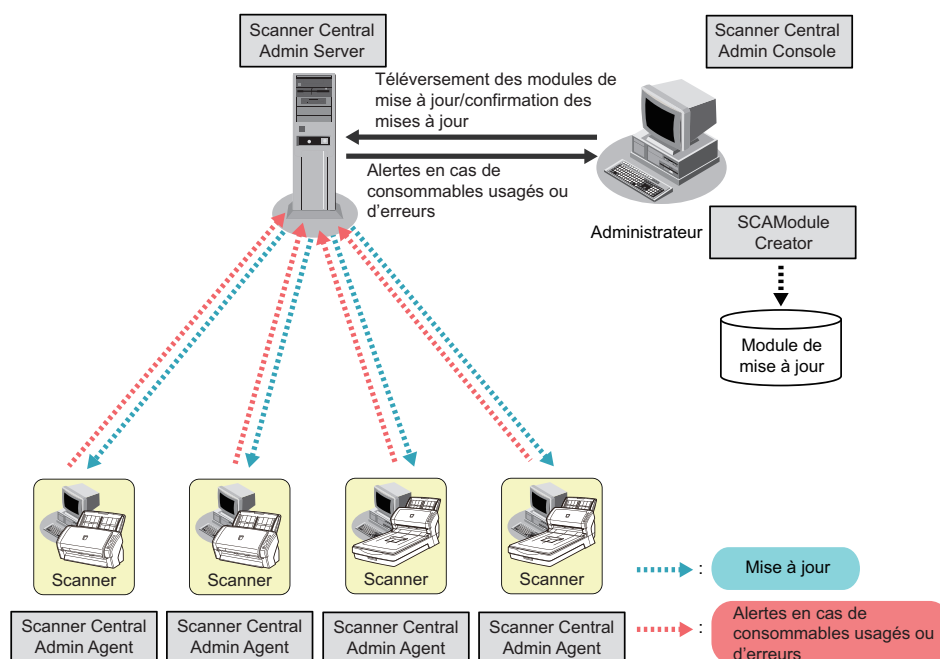 Scanner Central
Admin Server
Scanner Central
Admin Console
Téléversement des modules de
mise à jour/confirmation des
mises à jour
Alertes en cas de
consommables usagés ou
d'erreurs
Administrateur
SCAModule
Creator
Module de
mise à jour
Scanner
Scanner
Scanner
Scanner
Scanner Central
Admin Agent
Scanner Central
Admin Agent
Scanner Central
Admin Agent
Scanner Central
Admin Agent
: Mise à jour
: Alertes en cas de
consommables usagés ou
d'erreurs